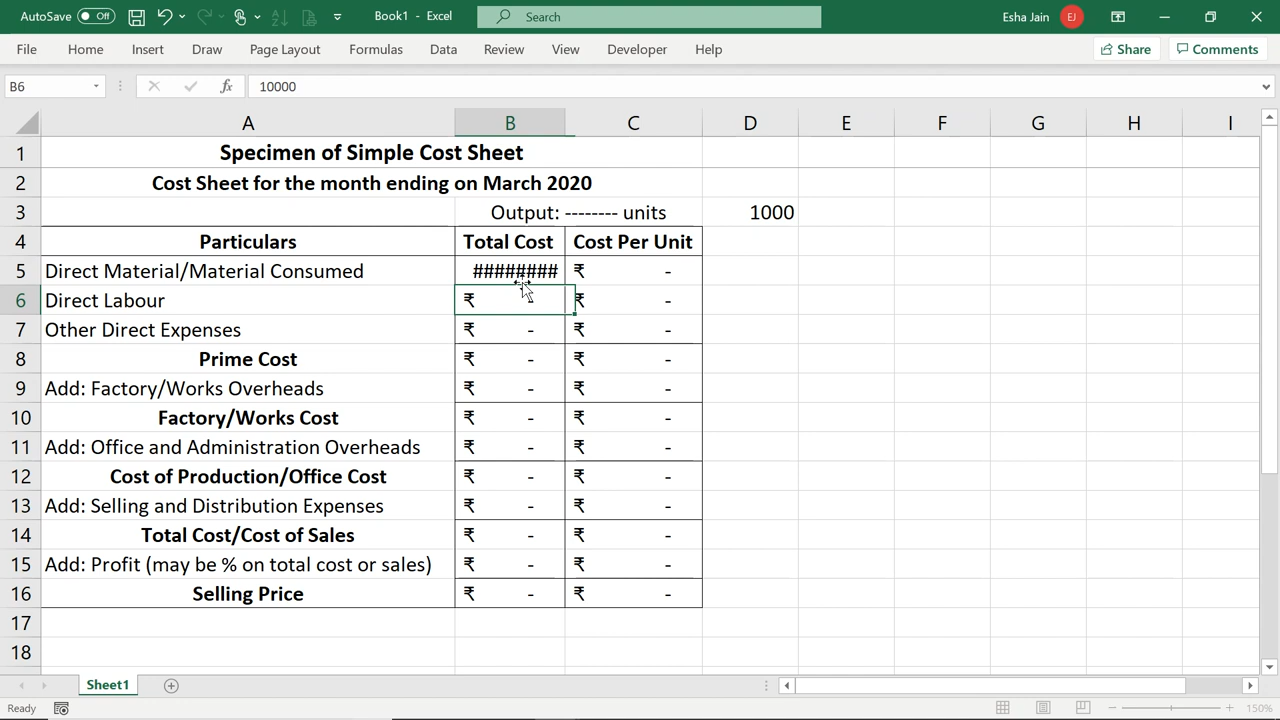 AutoSave Off Book1 - Excel Search Esha Jain EJ
File Home Insert Draw Page Layout Formulas Data Review View Developer Help Share Comments
B6 fx 10000
A B C D E F G H I
1 Specimen of Simple Cost Sheet
2 Cost Sheet for the month ending on March 2020
3 Output: -------- units 1000
4 Particulars Total Cost Cost Per Unit
5 Direct Material/Material Consumed ######## ₹ -
6 Direct Labour ₹ - ₹ -
7 Other Direct Expenses ₹ - ₹ -
8 Prime Cost ₹ - ₹ -
9 Add: Factory/Works Overheads ₹ - ₹ -
10 Factory/Works Cost ₹ - ₹ -
11 Add: Office and Administration Overheads ₹ - ₹ -
12 Cost of Production/Office Cost ₹ - ₹ -
13 Add: Selling and Distribution Expenses ₹ - ₹ -
14 Total Cost/Cost of Sales ₹ - ₹ -
15 Add: Profit (may be % on total cost or sales) ₹ - ₹ -
16 Selling Price ₹ - ₹ -
17
18
Sheet1
Ready 150%